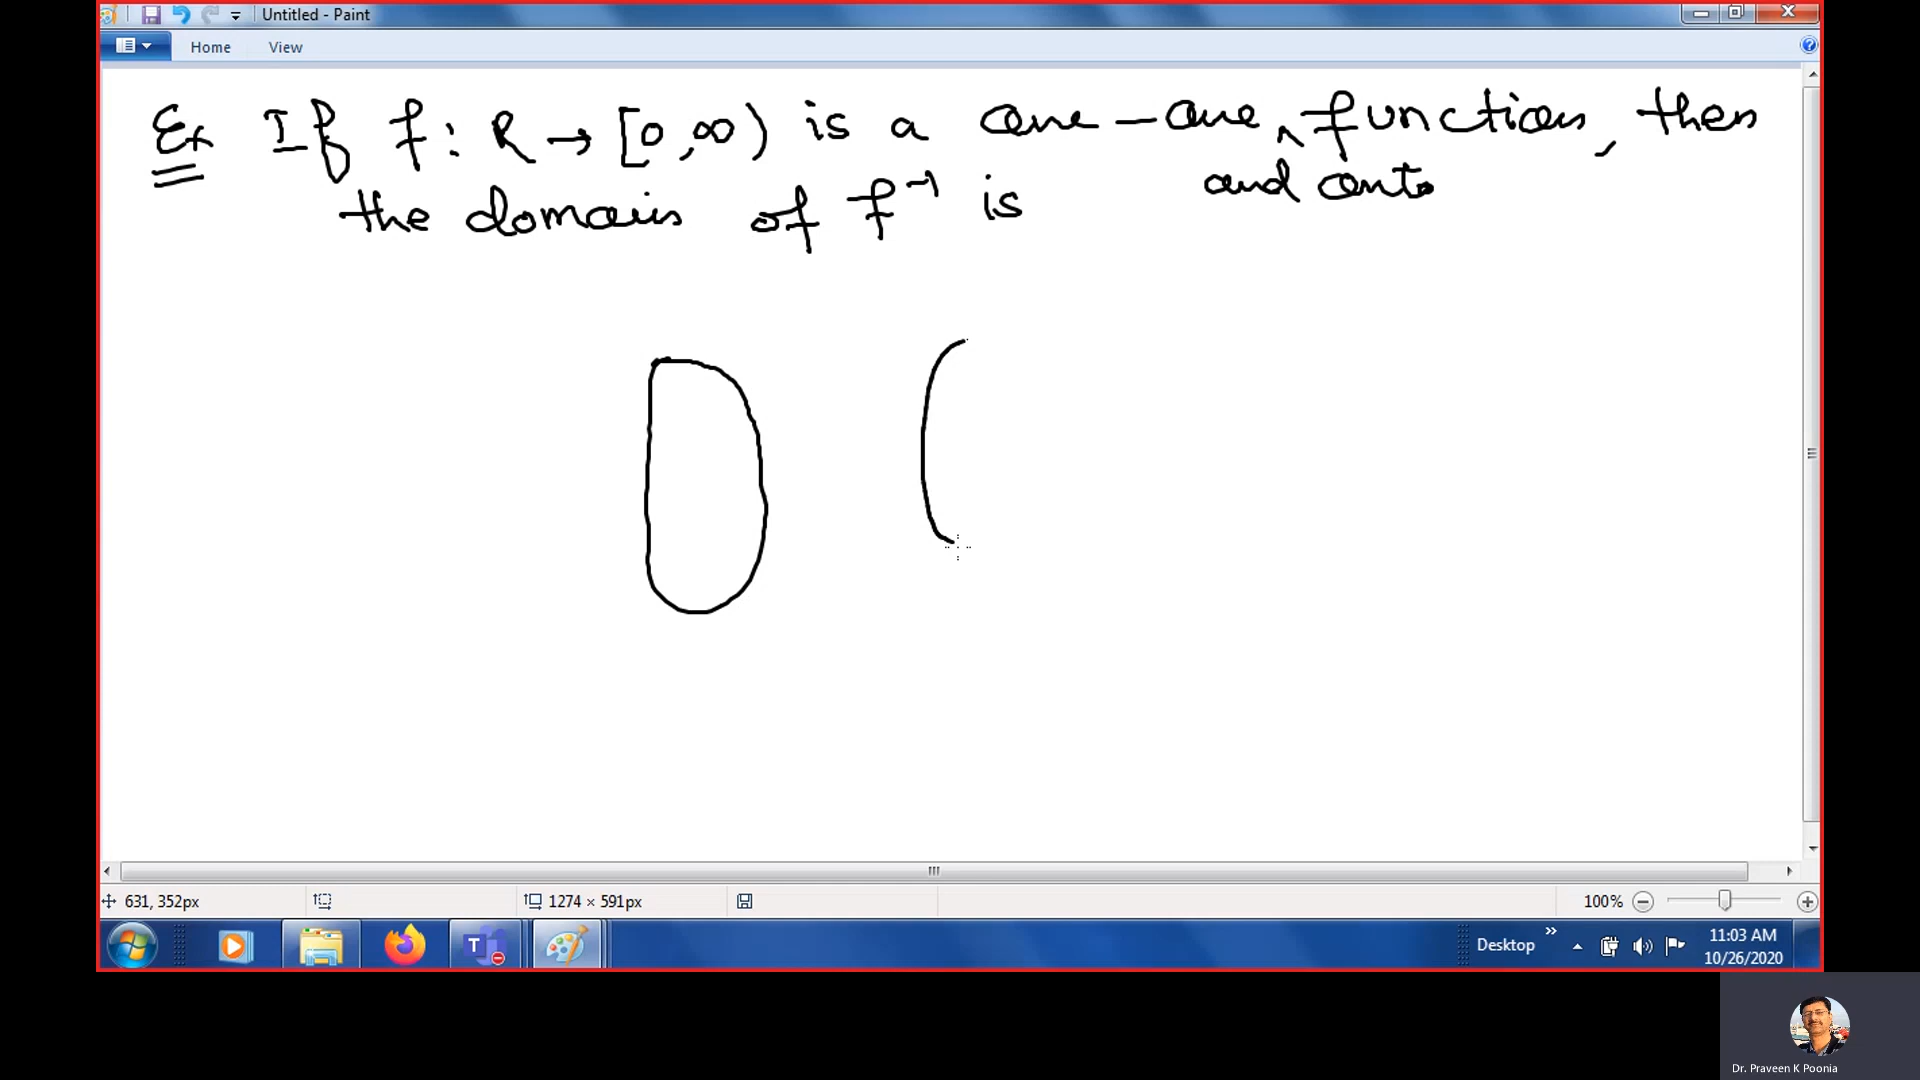 Untitled - Paint
Home View
Ex If f: R → [0, ∞) is a one-one ^ function, then
and onto
the domain of f⁻¹ is
631, 352px
1274 × 591px
100%
T
Desktop
»
11:03 AM
10/26/2020
Dr. Praveen K Poonia